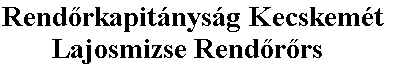 Rendőrkapitányság Kecskemét
Lajosmizse Rendőrőrs